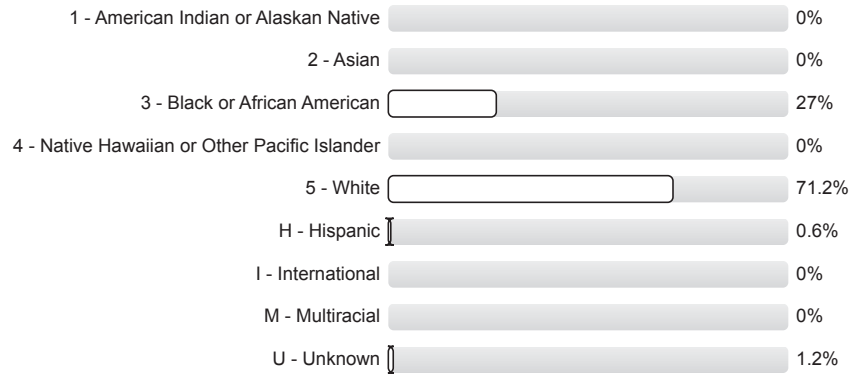 1 - American Indian or Alaskan Native 0%
2 - Asian 0%
3 - Black or African American 27%
4 - Native Hawaiian or Other Pacific Islander 0%
5 - White 71.2%
H - Hispanic 0.6%
I - International 0%
M - Multiracial 0%
U - Unknown 1.2%